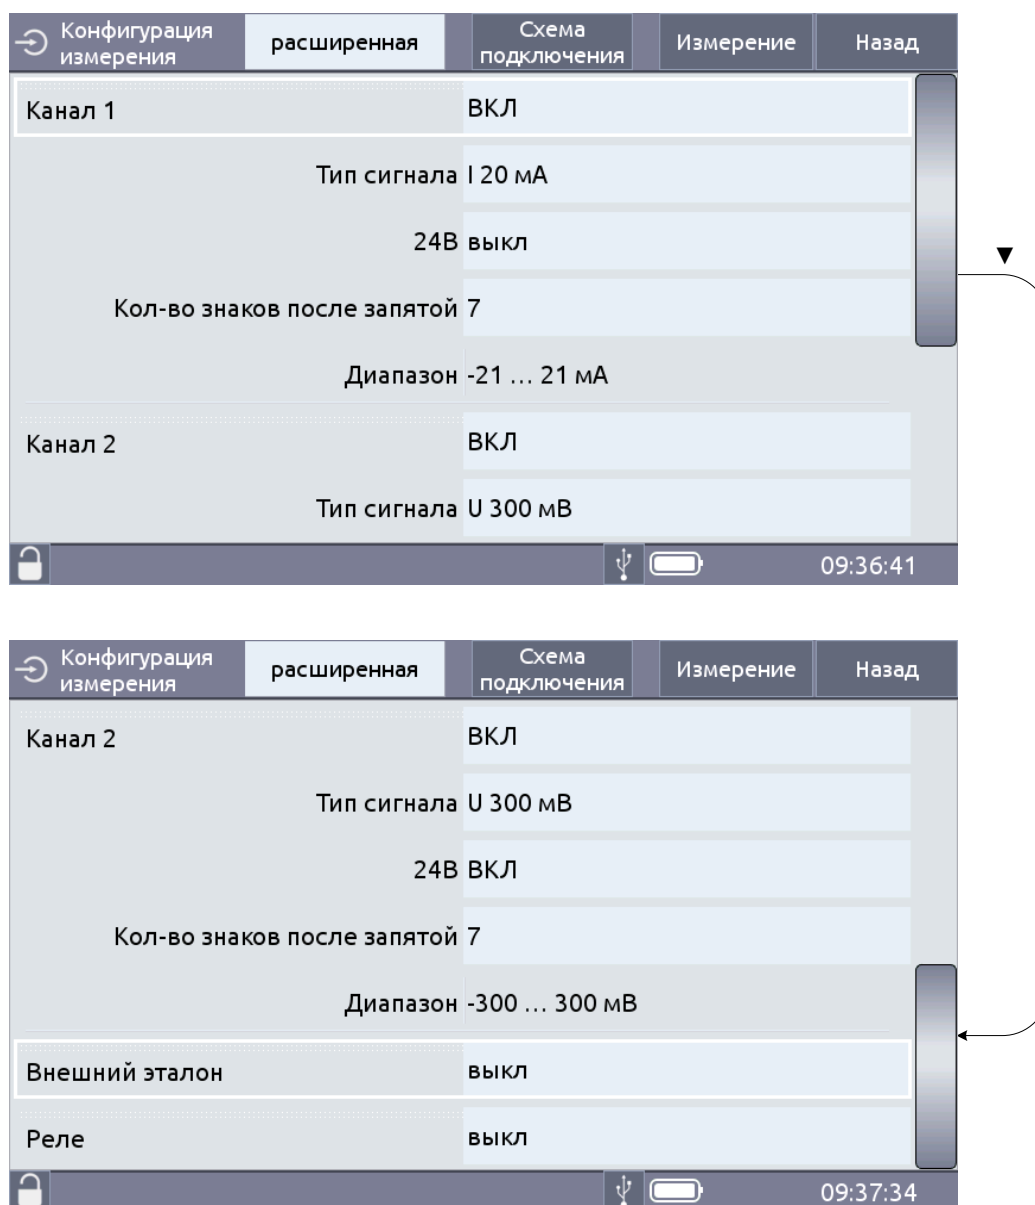 Конфигурация измерения
расширенная
Схема подключения
Измерение
Назад
Канал 1 ВКЛ
Тип сигнала I 20 мА
24В выкл
Кол-во знаков после запятой 7
Диапазон -21 ... 21 мА
Канал 2 ВКЛ
Тип сигнала U 300 мВ
09:36:41
Конфигурация измерения
расширенная
Схема подключения
Измерение
Назад
Канал 2 ВКЛ
Тип сигнала U 300 мВ
24В ВКЛ
Кол-во знаков после запятой 7
Диапазон -300 ... 300 мВ
Внешний эталон выкл
Реле выкл
09:37:34